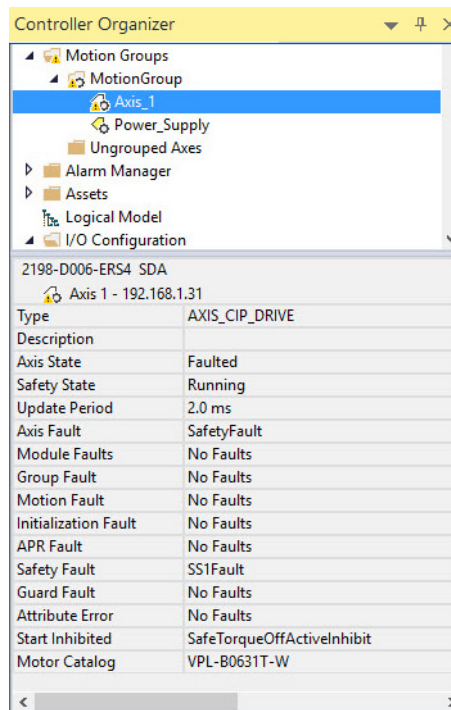 Controller Organizer
Motion Groups
MotionGroup
Axis_1
Power_Supply
Ungrouped Axes
Alarm Manager
Assets
Logical Model
I/O Configuration
2198-D006-ERS4 SDA
Axis 1 - 192.168.1.31
Type AXIS_CIP_DRIVE
Description
Axis State Faulted
Safety State Running
Update Period 2.0 ms
Axis Fault SafetyFault
Module Faults No Faults
Group Fault No Faults
Motion Fault No Faults
Initialization Fault No Faults
APR Fault No Faults
Safety Fault SS1Fault
Guard Fault No Faults
Attribute Error No Faults
Start Inhibited SafeTorqueOffActiveInhibit
Motor Catalog VPL-B0631T-W